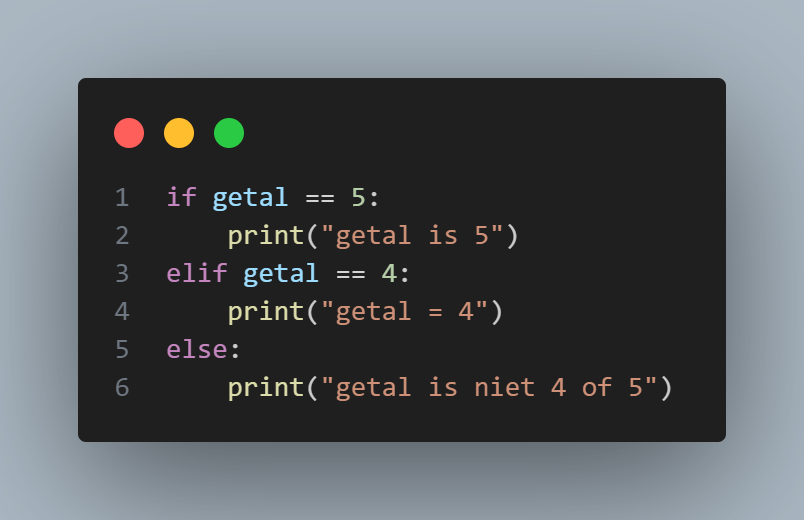 1 if getal == 5:
2     print("getal is 5")
3 elif getal == 4:
4     print("getal = 4")
5 else:
6     print("getal is niet 4 of 5")